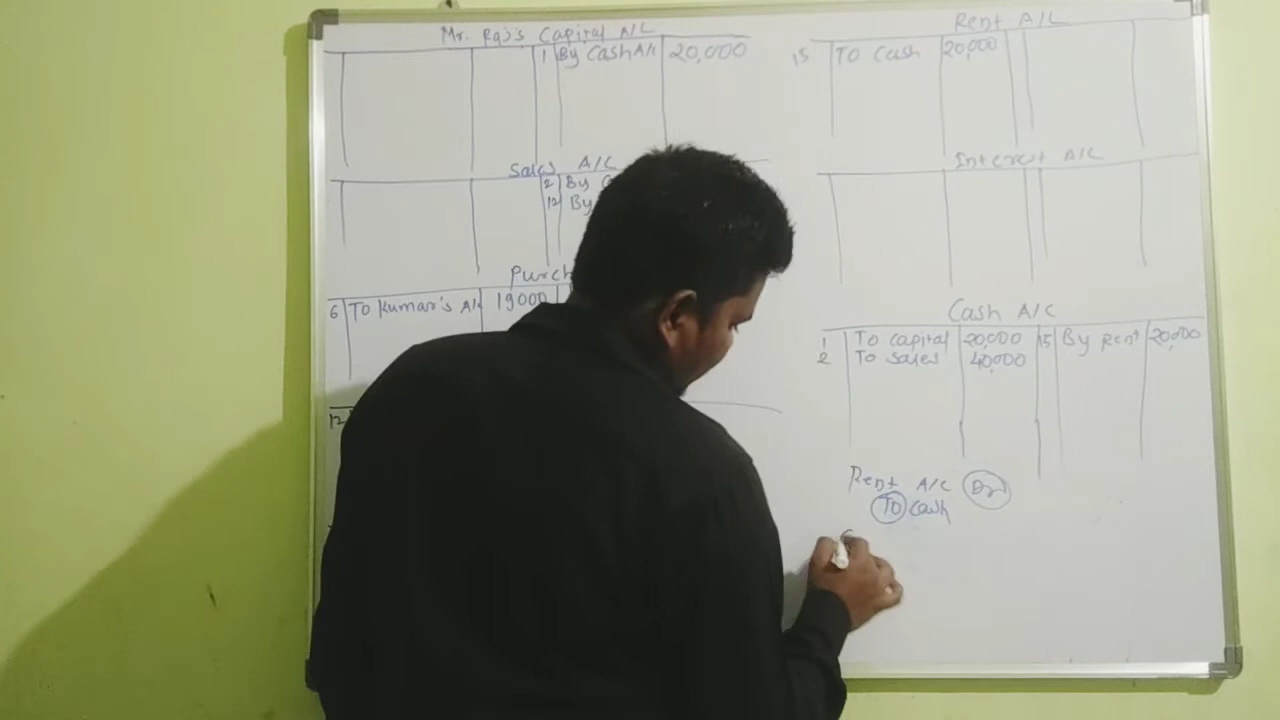 Mr. Raj's Capital A/C
1 By Cash A/c 20,000
Sales A/C
2 By
12 By
Purch
6 To Kumar's A/c 19000
12
Rent A/C
15 To Cash 20,000
Interest A/C
Cash A/C
1 To capital 20,000 15 By Rent 20,000
2 To sales 40,000
Rent A/C Dr
To Cash